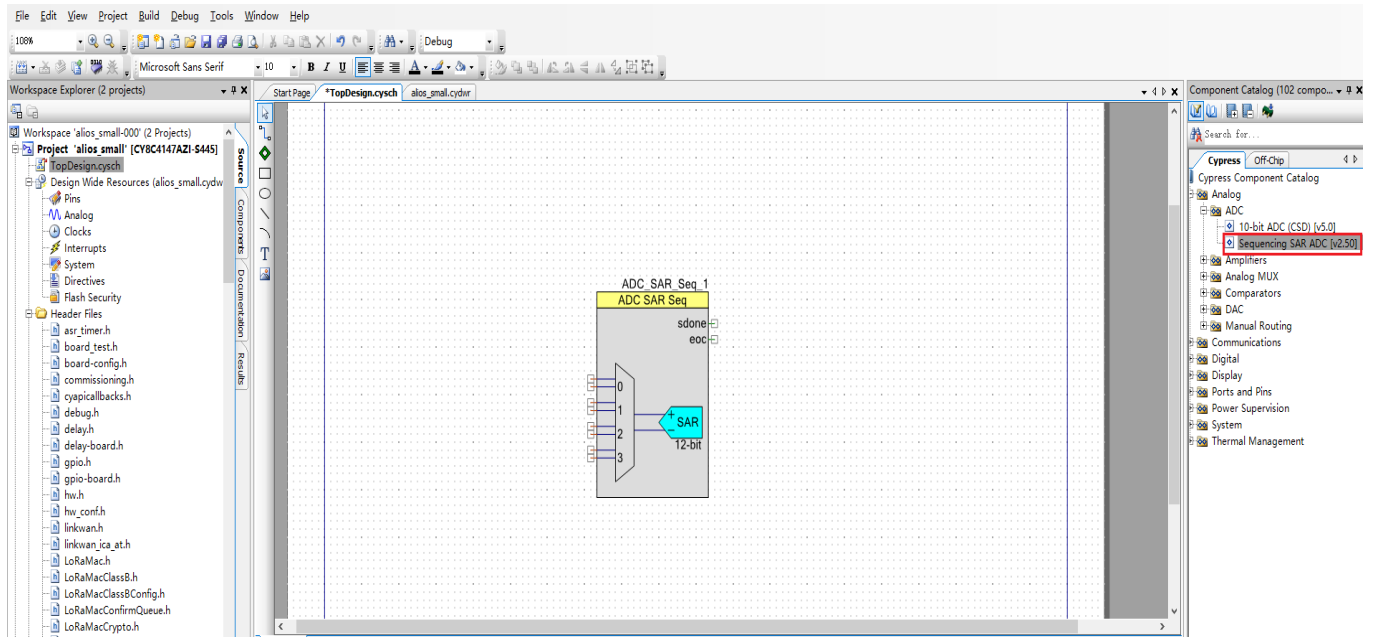 File Edit View Project Build Debug Tools Window Help
108% Debug
Microsoft Sans Serif 10 B I U A
Workspace Explorer (2 projects)
Workspace 'alios_small-000' (2 Projects)
Project 'alios_small' [CY8C4147AZI-S445]
TopDesign.cysch
Design Wide Resources (alios_small.cydw
Pins
Analog
Clocks
Interrupts
System
Directives
Flash Security
Header Files
asr_timer.h
board_test.h
board-config.h
commissioning.h
cyapicallbacks.h
debug.h
delay.h
delay-board.h
gpio.h
gpio-board.h
hw.h
hw_conf.h
linkwan.h
linkwan_ica_at.h
LoRaMac.h
LoRaMacClassB.h
LoRaMacClassBConfig.h
LoRaMacConfirmQueue.h
LoRaMacCrypto.h
Source
Components
Documentation
Results
Start Page *TopDesign.cysch alios_small.cydwr
T
ADC_SAR_Seq_1
ADC SAR Seq
sdone
eoc
0
1
2
3
+
SAR
−
12-bit
Component Catalog (102 compo...
Search for...
Cypress Off-Chip
Cypress Component Catalog
Analog
ADC
10-bit ADC (CSD) [v5.0]
Sequencing SAR ADC [v2.50]
Amplifiers
Analog MUX
Comparators
DAC
Manual Routing
Communications
Digital
Display
Ports and Pins
Power Supervision
System
Thermal Management